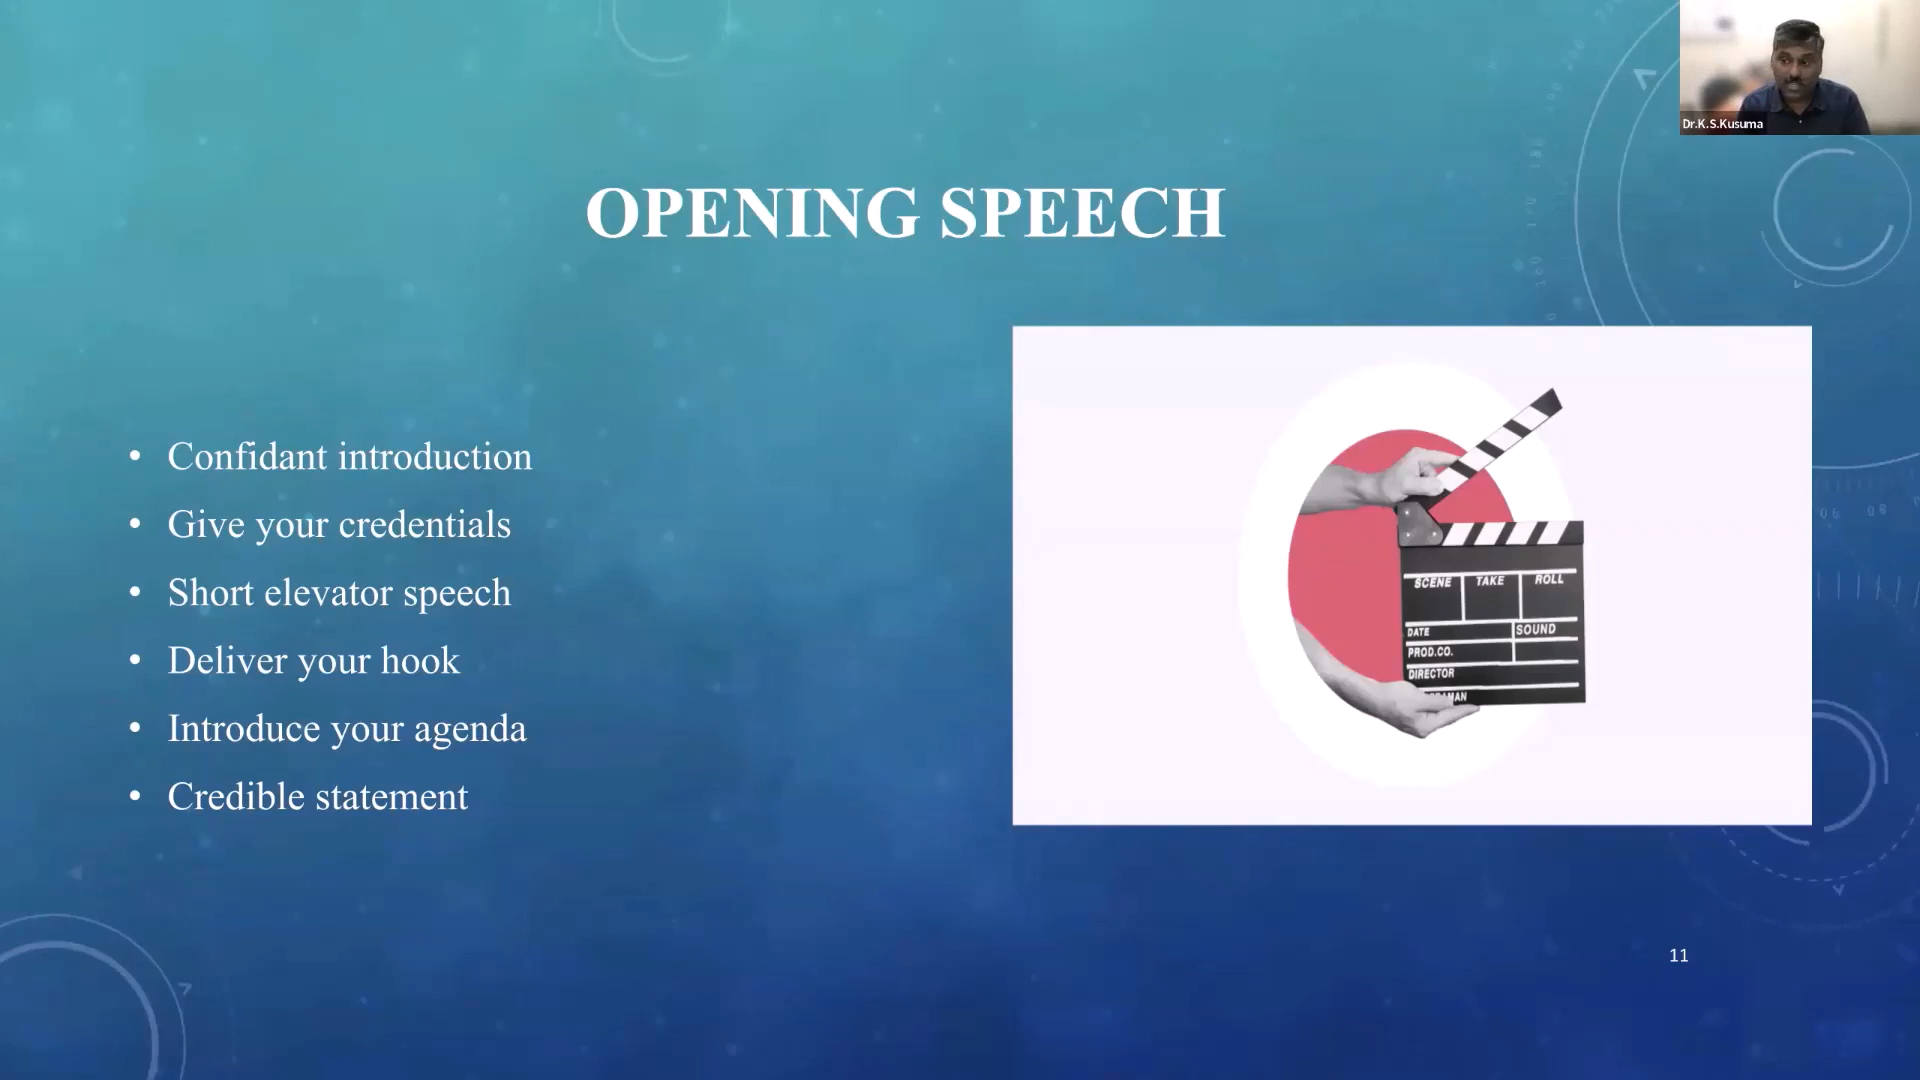 Dr.K.S.Kusuma
OPENING SPEECH
• Confidant introduction
• Give your credentials
• Short elevator speech
• Deliver your hook
• Introduce your agenda
• Credible statement
SCENE TAKE ROLL
DATE SOUND
PROD.CO.
DIRECTOR
11